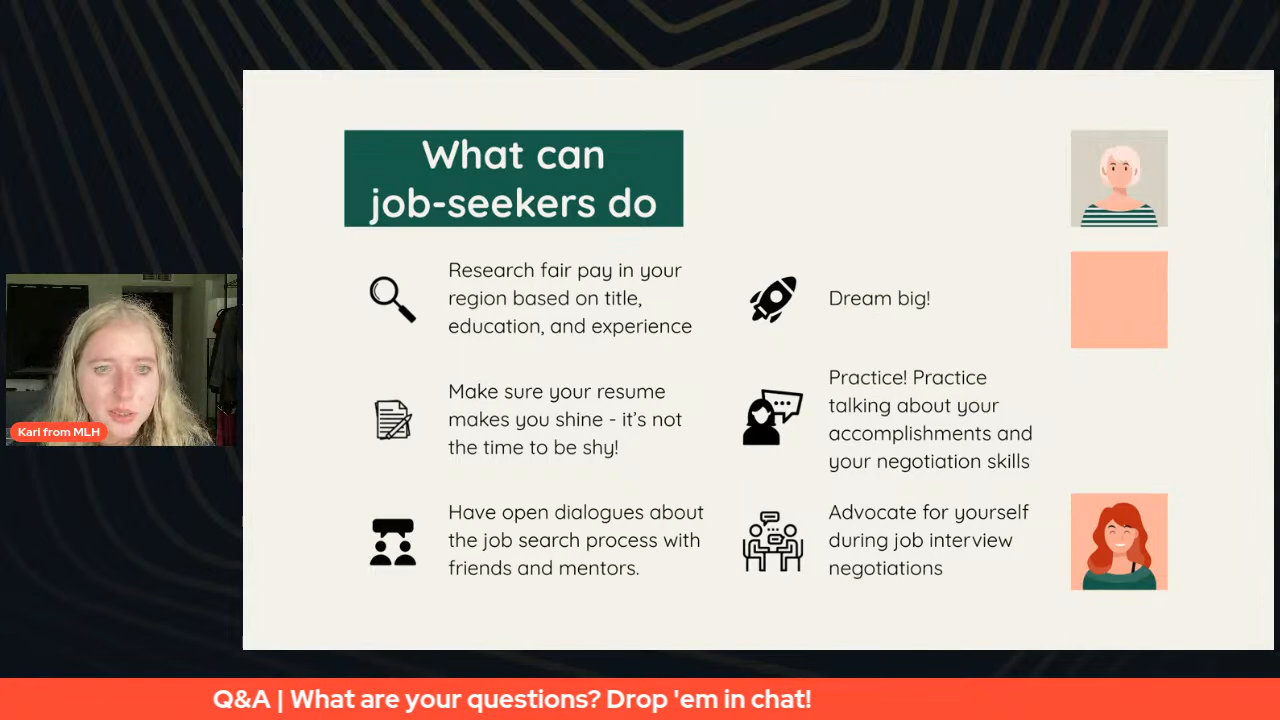 What can
job-seekers do
Research fair pay in your
region based on title,
education, and experience
Dream big!
Make sure your resume
makes you shine - it's not
the time to be shy!
Practice! Practice
talking about your
accomplishments and
your negotiation skills
Have open dialogues about
the job search process with
friends and mentors.
Advocate for yourself
during job interview
negotiations
Kari from MLH
Q&A | What are your questions? Drop 'em in chat!